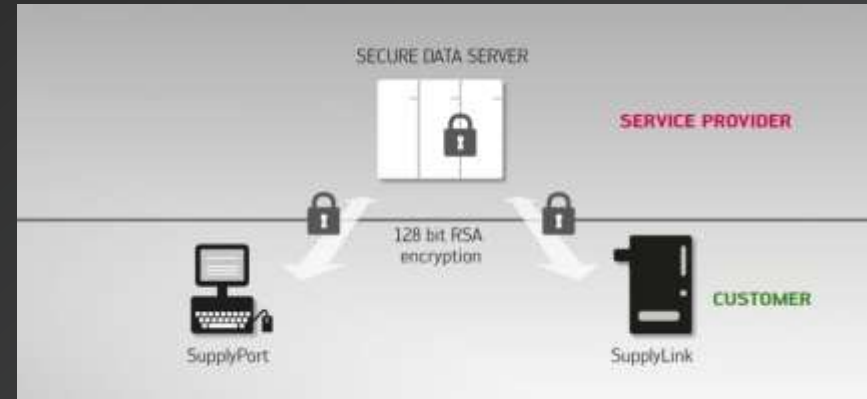 SECURE DATA SERVER
SERVICE PROVIDER
128 bit RSA
encryption
CUSTOMER
SupplyPort
SupplyLink